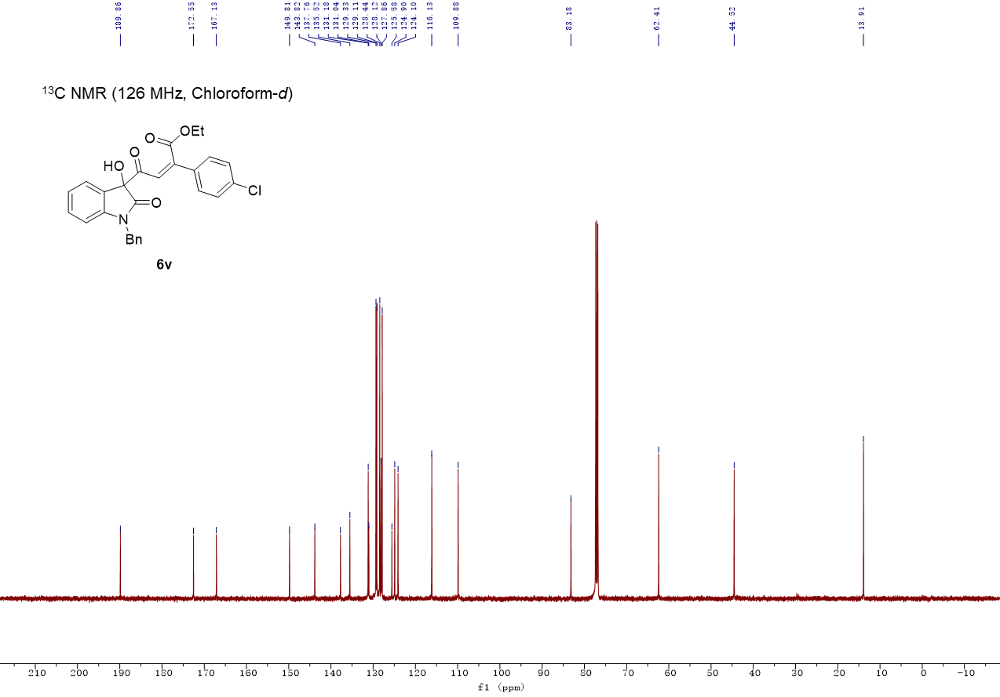 189.86
172.55
167.13
149.81
143.82
137.76
135.52
131.18
131.04
129.33
129.11
128.44
128.12
127.86
125.58
124.90
124.10
116.13
109.88
83.18
62.41
44.52
13.91
13C NMR (126 MHz, Chloroform-d)
OEt
O
O
HO
Cl
O
N
Bn
6v
210 200 190 180 170 160 150 140 130 120 110 100 90 80 70 60 50 40 30 20 10 0 -10
f1 (ppm)